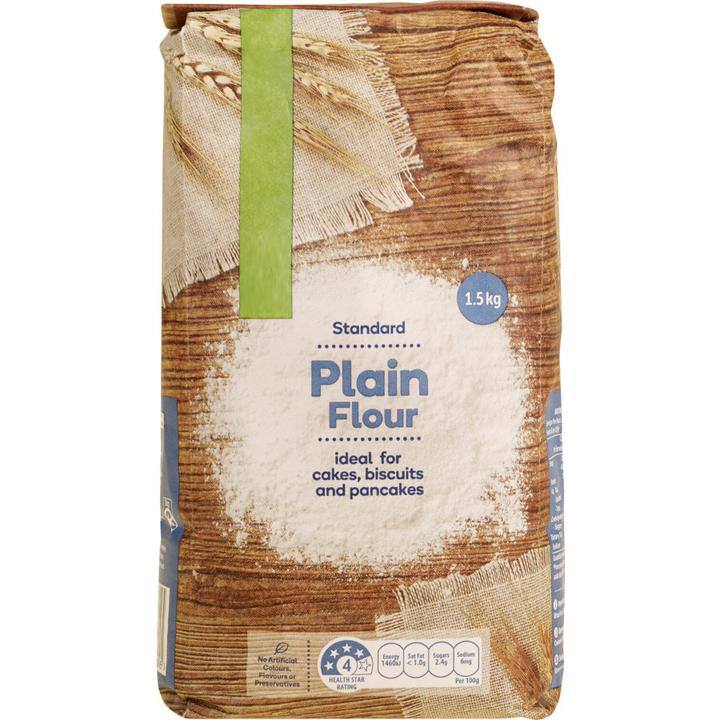 1.5kg
Standard
Plain
Flour
ideal for
cakes, biscuits
and pancakes
No Artificial
Colours,
Flavours or
Preservatives
4
HEALTH STAR
RATING
Energy
1460kJ
Sat Fat
< 1.0g
Sugars
2.4g
Sodium
6mg
Per 100g